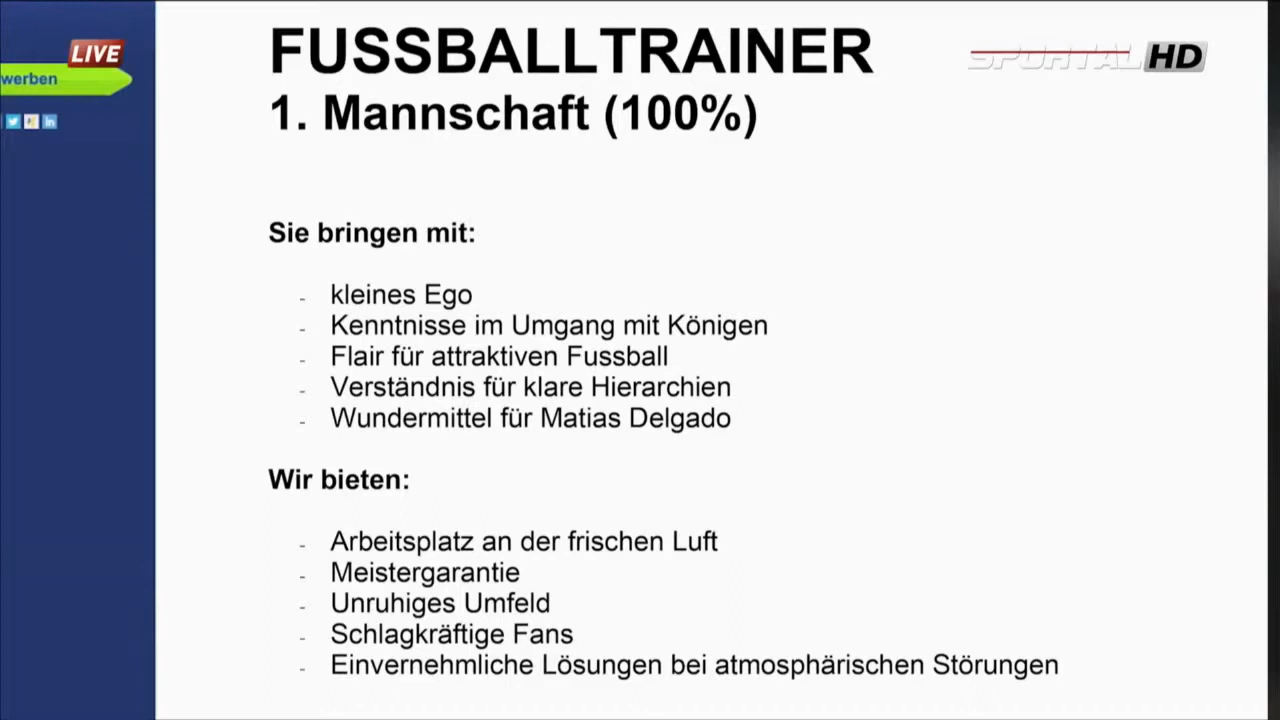 LIVE
werben
FUSSBALLTRAINER
SPORTAL HD
1. Mannschaft (100%)
Sie bringen mit:
- kleines Ego
- Kenntnisse im Umgang mit Königen
- Flair für attraktiven Fussball
- Verständnis für klare Hierarchien
- Wundermittel für Matias Delgado
Wir bieten:
- Arbeitsplatz an der frischen Luft
- Meistergarantie
- Unruhiges Umfeld
- Schlagkräftige Fans
- Einvernehmliche Lösungen bei atmosphärischen Störungen